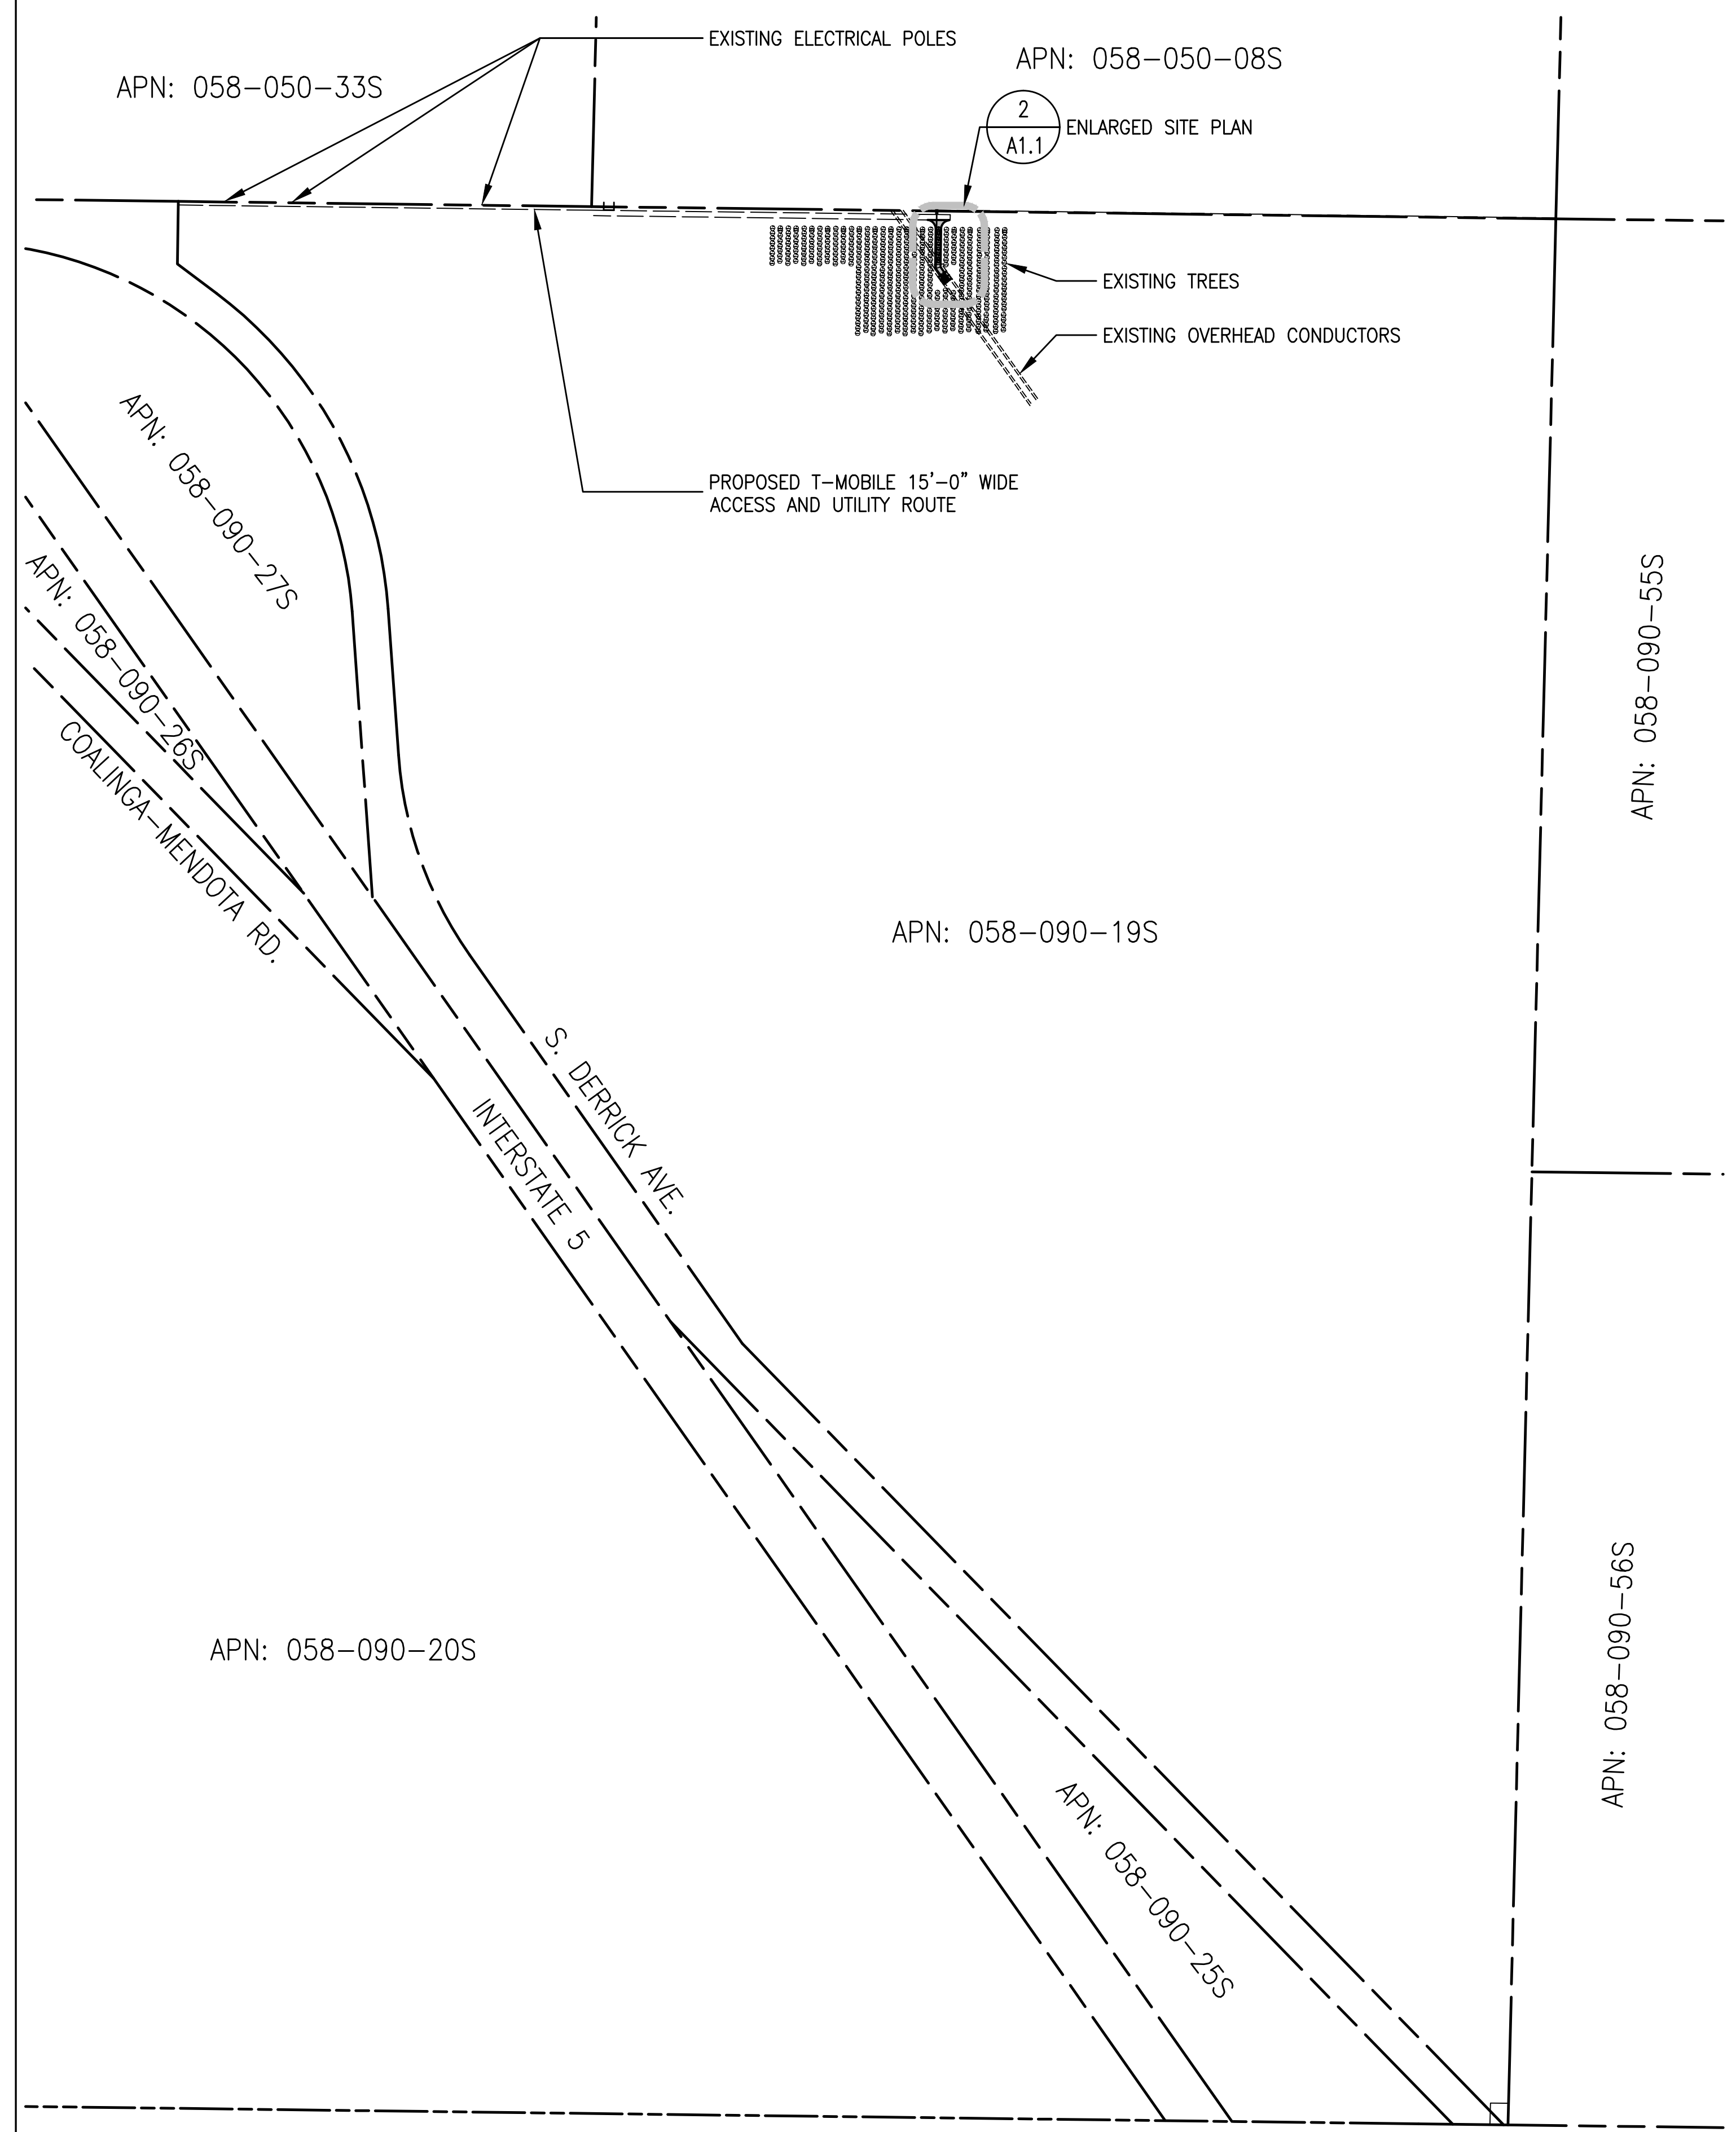 EXISTING ELECTRICAL POLES
APN: 058-050-08S
APN: 058-050-33S
2
A1.1
ENLARGED SITE PLAN
EXISTING TREES
EXISTING OVERHEAD CONDUCTORS
APN: 058-090-27S
PROPOSED T-MOBILE 15'-0" WIDE
ACCESS AND UTILITY ROUTE
APN: 058-090-26S
APN: 058-090-55S
COALINGA-MENDOTA RD.
APN: 058-090-19S
S. DERRICK AVE.
INTERSTATE 5
APN: 058-090-56S
APN: 058-090-20S
APN: 058-090-25S